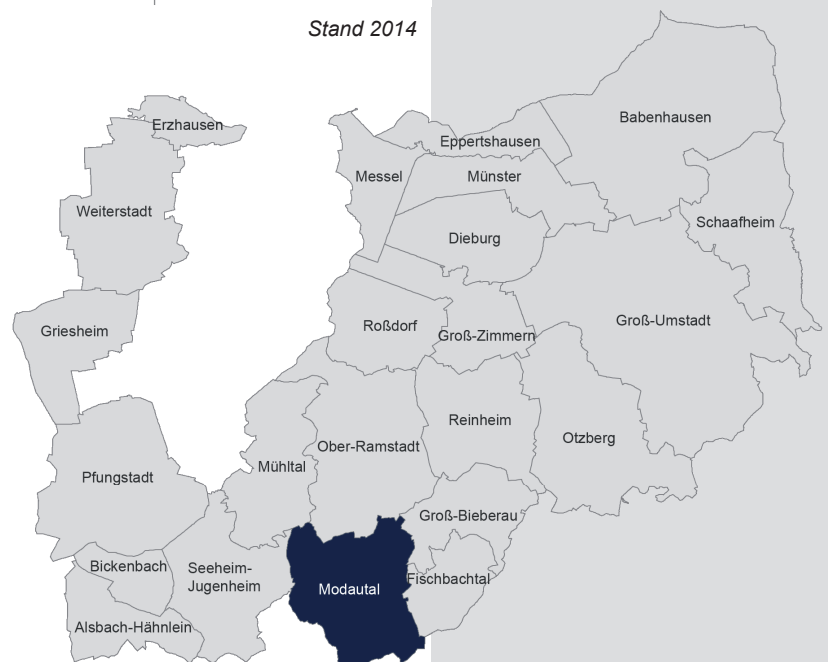 Stand 2014
Erzhausen
Babenhausen
Eppertshausen
Messel
Münster
Weiterstadt
Schaafheim
Dieburg
Griesheim
Roßdorf
Groß-Zimmern
Groß-Umstadt
Reinheim
Otzberg
Ober-Ramstadt
Mühltal
Pfungstadt
Groß-Bieberau
Bickenbach
Seeheim-
Jugenheim
Fischbachtal
Modautal
Alsbach-Hähnlein